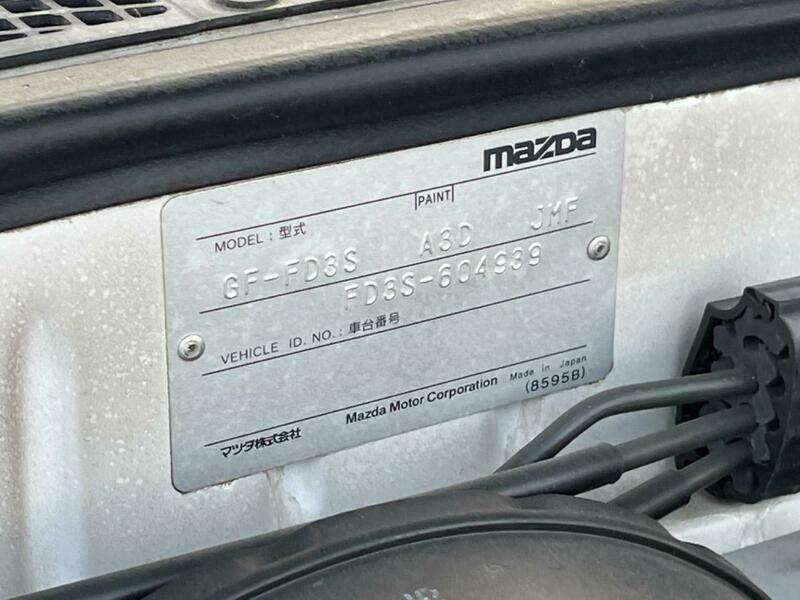 mazda
PAINT
MODEL : 型式
GF-FD3S A3D JMF
FD3S-604939
VEHICLE ID. NO. : 車台番号
マツダ株式会社 Mazda Motor Corporation Made in Japan
(8595B)